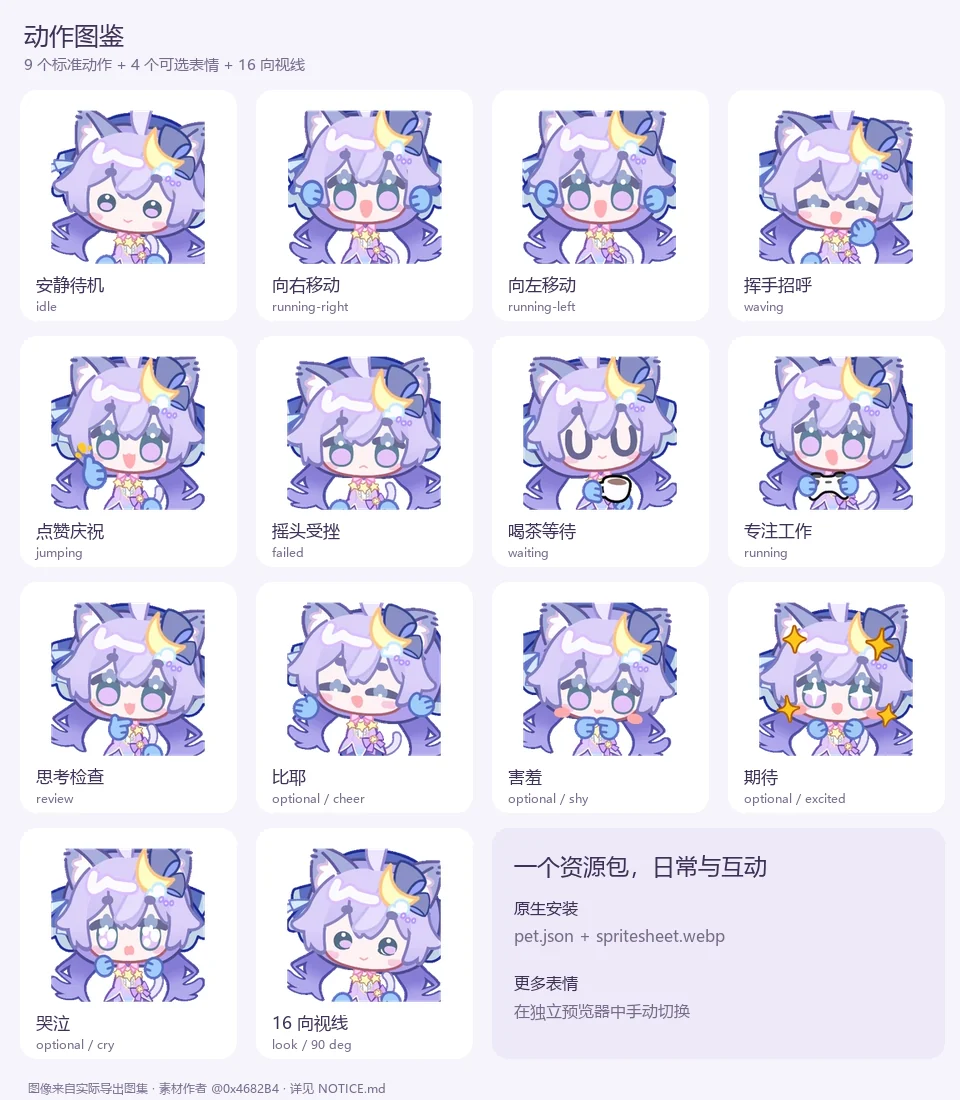 动作图鉴
9 个标准动作 + 4 个可选表情 + 16 向视线
安静待机
idle
向右移动
running-right
向左移动
running-left
挥手招呼
waving
点赞庆祝
jumping
摇头受挫
failed
喝茶等待
waiting
专注工作
running
思考检查
review
比耶
optional / cheer
害羞
optional / shy
期待
optional / excited
哭泣
optional / cry
16 向视线
look / 90 deg
一个资源包，日常与互动
原生安装
pet.json + spritesheet.webp
更多表情
在独立预览器中手动切换
图像来自实际导出图集 · 素材作者 @0x4682B4 · 详见 NOTICE.md